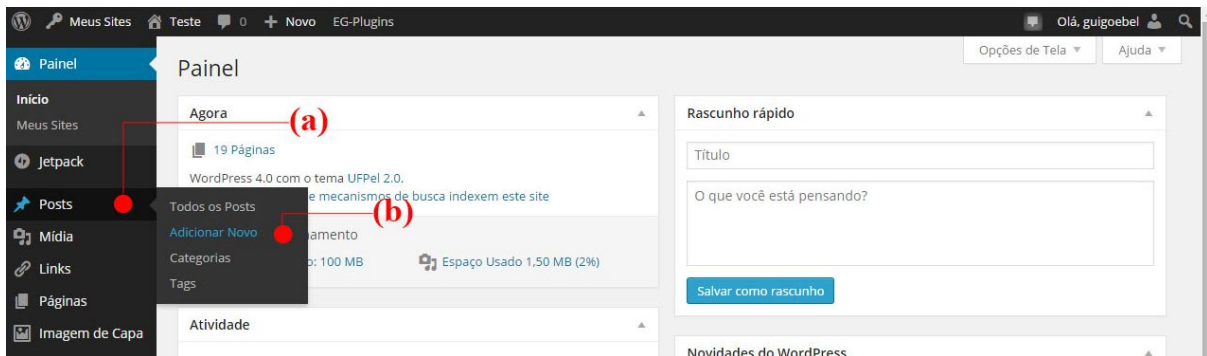 Meus Sites Teste 0 + Novo EG-Plugins Olá, guigoebel
Painel
Início
Meus Sites
Jetpack
Posts
Mídia
Links
Páginas
Imagem de Capa
Todos os Posts
Adicionar Novo
Categorias
Tags
(a)
(b)
Opções de Tela Ajuda
Painel
Agora
19 Páginas
WordPress 4.0 com o tema UFPel 2.0.
e mecanismos de busca indexem este site
amento
o: 100 MB Espaço Usado 1,50 MB (2%)
Atividade
Rascunho rápido
Título
O que você está pensando?
Salvar como rascunho
Novidades do WordPress